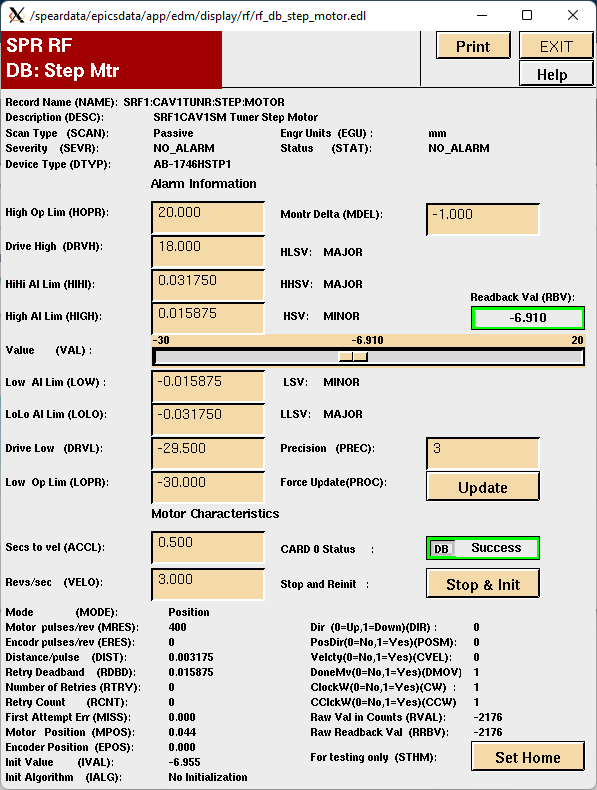 /speardata/epicsdata/app/edm/display/rf/rf_db_step_motor.edl
SPR RF
DB: Step Mtr
Print
EXIT
Help
Record Name (NAME): SRF1:CAV1TUNR:STEP:MOTOR
Description (DESC): SRF1CAV1SM Tuner Step Motor
Scan Type (SCAN): Passive Engr Units (EGU) : mm
Severity (SEVR): NO_ALARM Status (STAT): NO_ALARM
Device Type (DTYP): AB-1746HSTP1
Alarm Information
High Op Lim (HOPR): 20.000 Montr Delta (MDEL): -1.000
Drive High (DRVH): 18.000 HLSV: MAJOR
HiHi Al Lim (HIHI): 0.031750 HHSV: MAJOR
Readback Val (RBV):
High Al Lim (HIGH): 0.015875 HSV: MINOR -6.910
-30 -6.910 20
Value (VAL) :
Low Al Lim (LOW) : -0.015875 LSV: MINOR
LoLo Al Lim (LOLO): -0.031750 LLSV: MAJOR
Drive Low (DRVL): -29.500 Precision (PREC): 3
Low Op Lim (LOPR): -30.000 Force Update(PROC): Update
Motor Characteristics
Secs to vel (ACCL): 0.500 CARD 0 Status : DB Success
Revs/sec (VELO): 3.000 Stop and Reinit : Stop & Init
Mode (MODE): Position
Motor pulses/rev (MRES): 400 Dir (0=Up,1=Down)(DIR) : 0
Encodr pulses/rev (ERES): 0 PosDir(0=No,1=Yes)(POSM): 0
Distance/pulse (DIST): 0.003175 Velcty(0=No,1=Yes)(CVEL): 0
Retry Deadband (RDBD): 0.015875 DoneMv(0=No,1=Yes)(DMOV) 1
Number of Retries (RTRV): 0 ClockW(0=No,1=Yes)(CW) : 1
Retry Count (RCNT): 0 CClckW(0=No,1=Yes)(CCW) 1
First Attempt Err (MISS): 0.000 Raw Val in Counts (RVAL): -2176
Motor Position (MPOS): 0.044 Raw Readback Val (RRBV): -2176
Encoder Position (EPOS): 0.000
Init Value (IVAL): -6.955 For testing only (STHM): Set Home
Init Algorithm (IALG): No Initialization